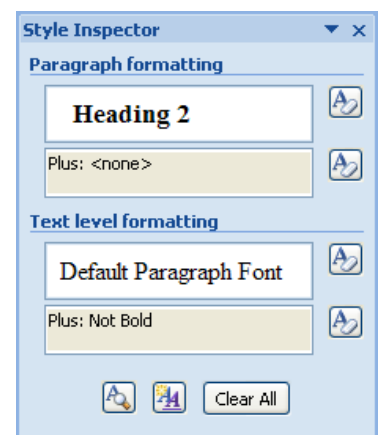 Style Inspector
Paragraph formatting
Heading 2
Plus: <none>
Text level formatting
Default Paragraph Font
Plus: Not Bold
Clear All